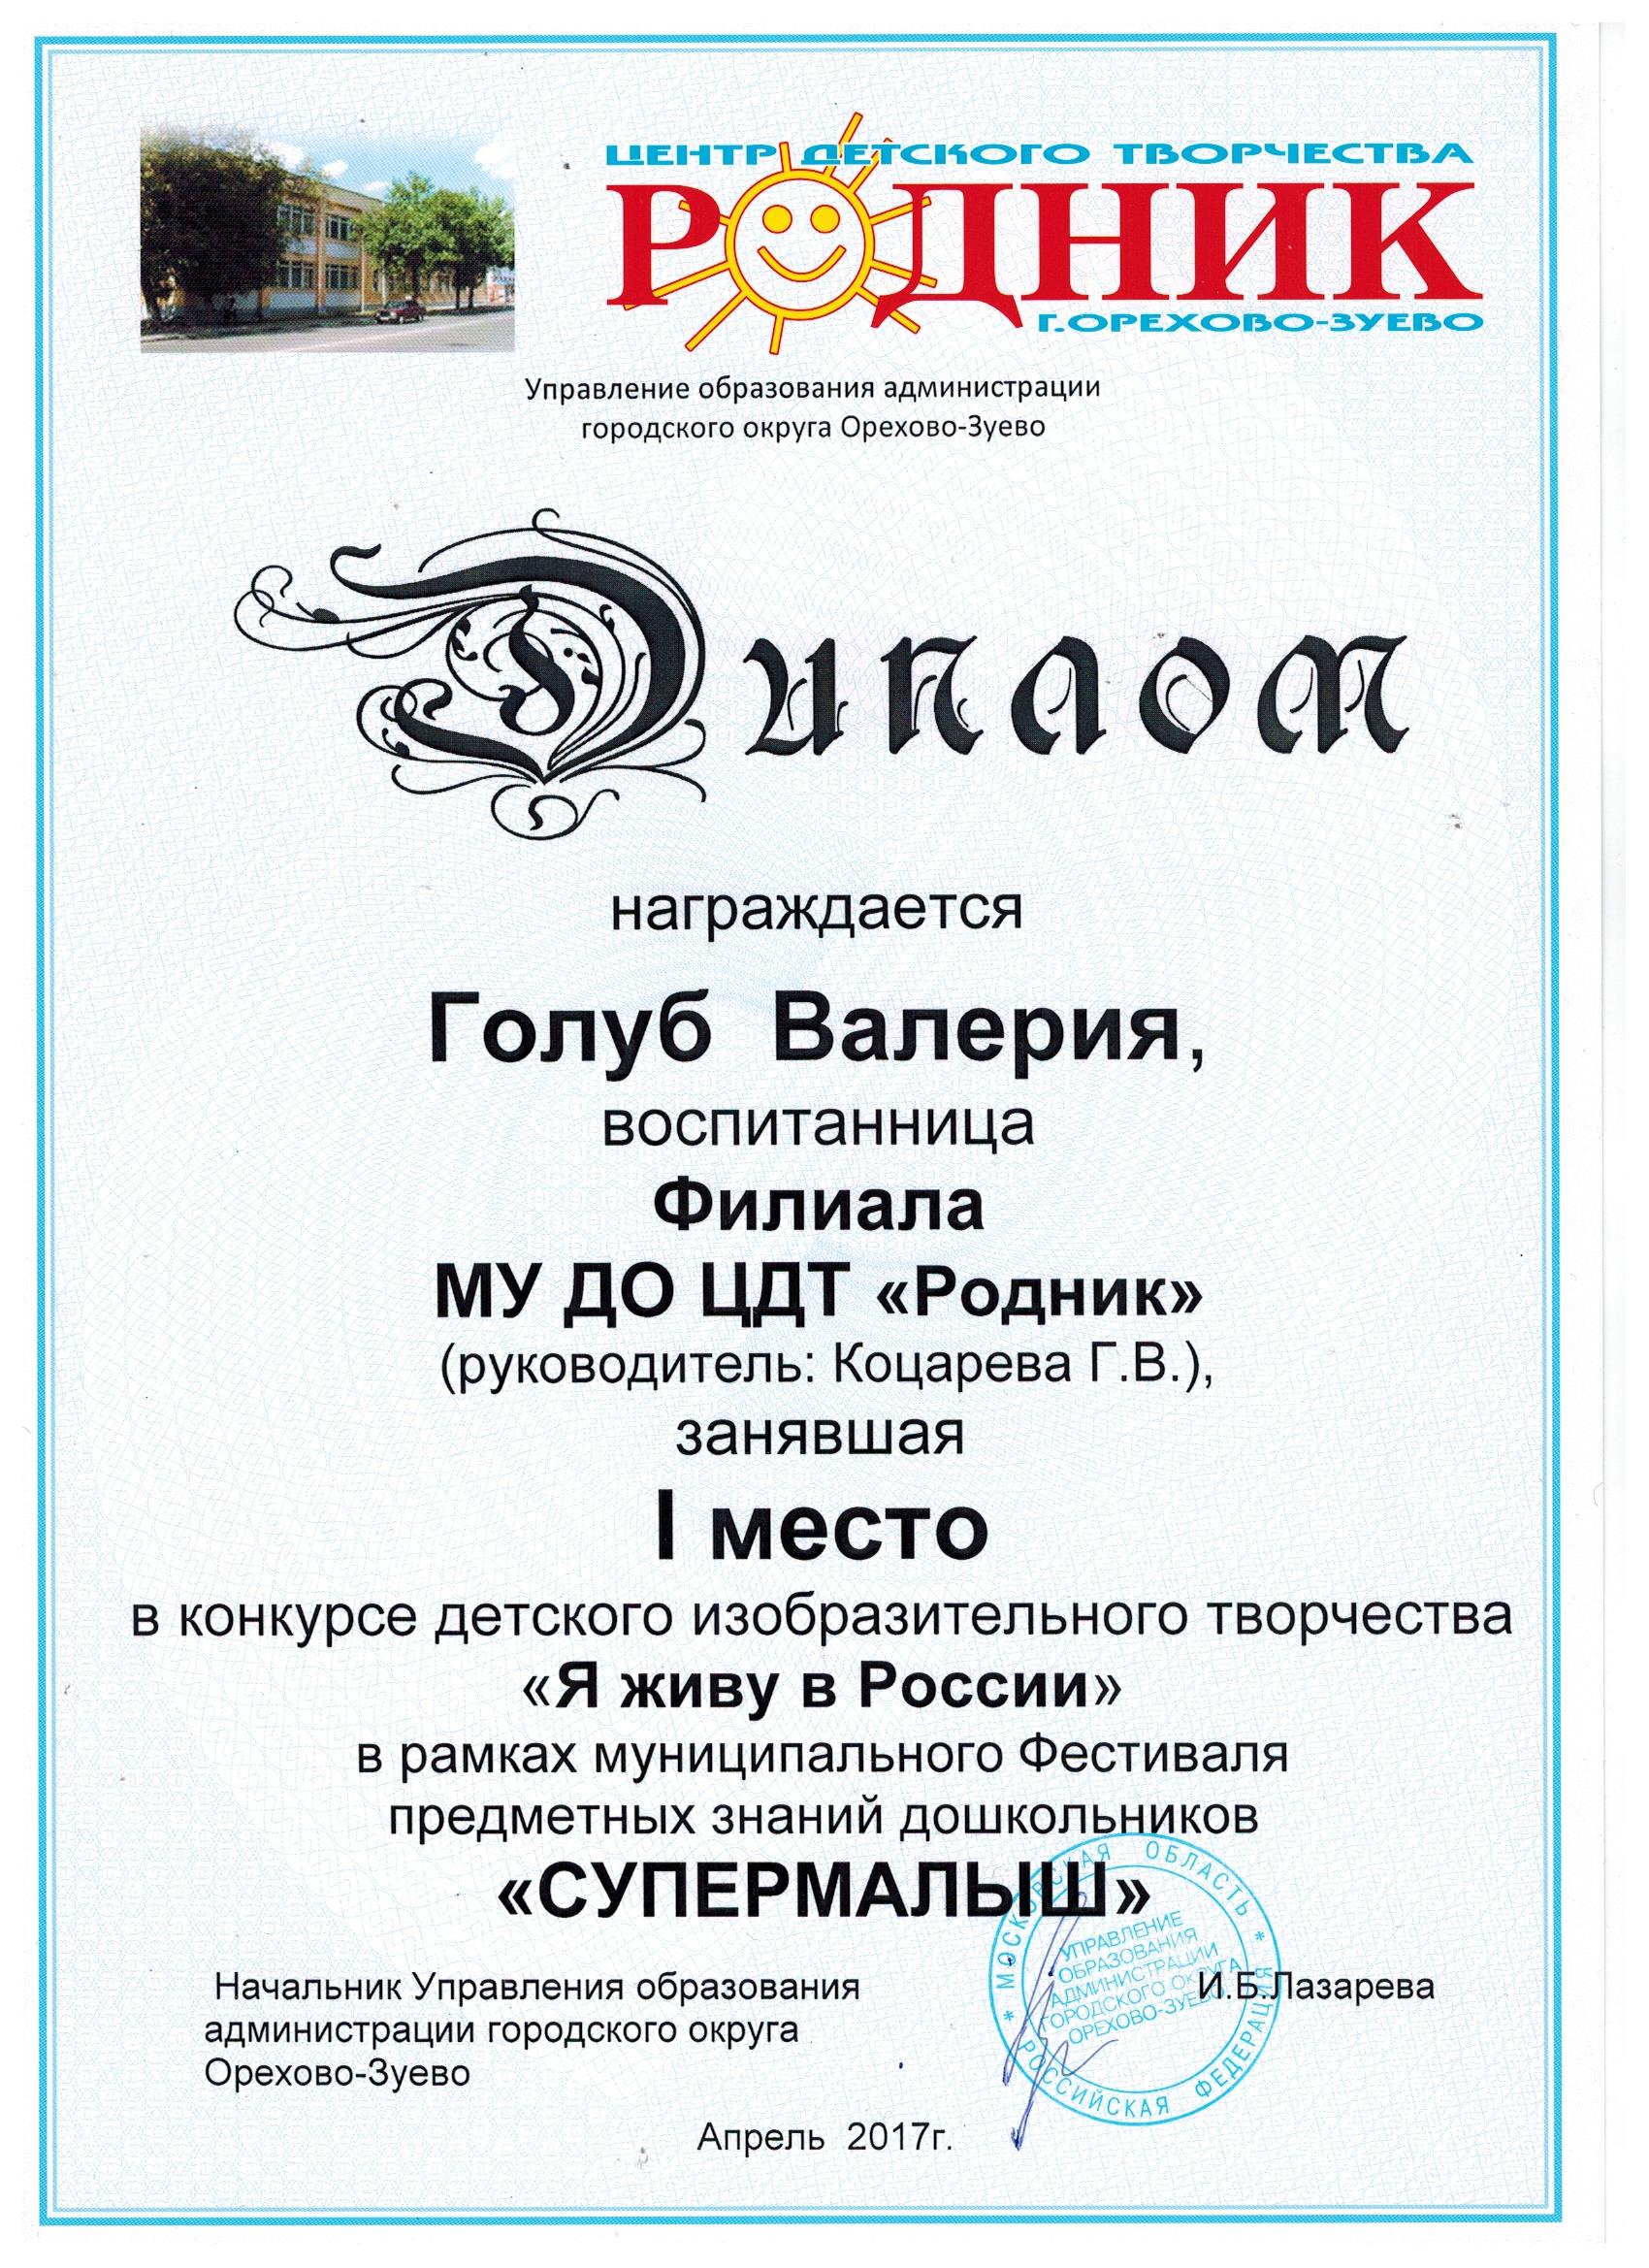 ЦЕНТР ДЕТСКОГО ТВОРЧЕСТВА
РОДНИК
Г.ОРЕХОВО-ЗУЕВО
Управление образования администрации
городского округа Орехово-Зуево
Диплом
награждается
Голуб Валерия,
воспитанница
Филиала
МУ ДО ЦДТ «Родник»
(руководитель: Коцарева Г.В.),
занявшая
I место
в конкурсе детского изобразительного творчества
«Я живу в России»
в рамках муниципального Фестиваля
предметных знаний дошкольников
«СУПЕРМАЛЫШ»
Начальник Управления образования
администрации городского округа
Орехово-Зуево
И.Б.Лазарева
* МОСКОВСКАЯ ОБЛАСТЬ *
РОССИЙСКАЯ ФЕДЕРАЦИЯ
УПРАВЛЕНИЕ
ОБРАЗОВАНИЯ
АДМИНИСТРАЦИИ
ГОРОДСКОГО ОКРУГА
ОРЕХОВО-ЗУЕВО
Апрель 2017г.